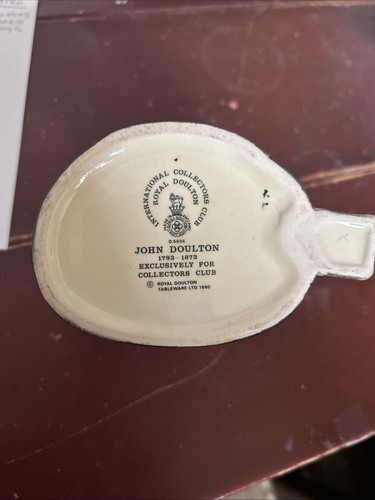 INTERNATIONAL COLLECTORS CLUB
ROYAL DOULTON
D.6656
JOHN DOULTON
1793 - 1873
EXCLUSIVELY FOR
COLLECTORS CLUB
© ROYAL DOULTON
TABLEWARE LTD. 1980